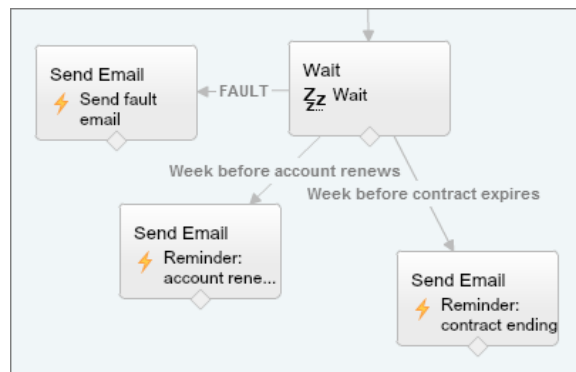 Send Email
Send fault
email
FAULT
Wait
Zzz... Wait
Week before account renews
Week before contract expires
Send Email
Reminder:
account rene...
Send Email
Reminder:
contract ending